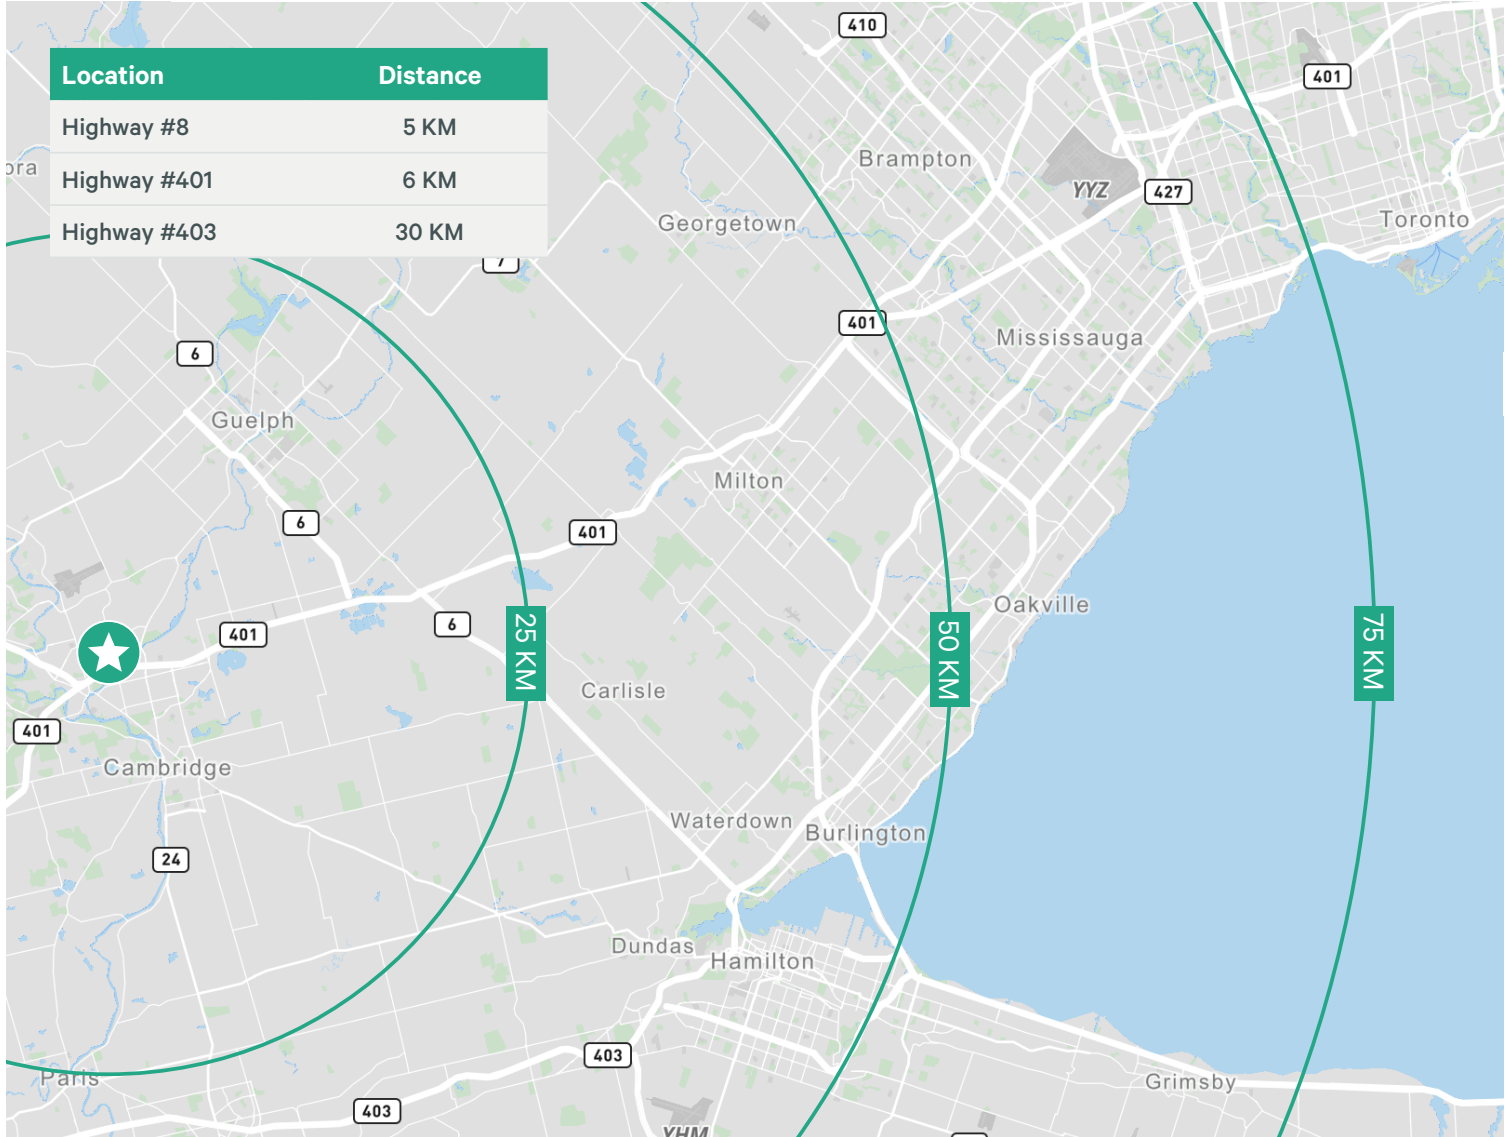 410
401
Location Distance
Highway #8 5 KM
Highway #401 6 KM
Highway #403 30 KM
ora
Brampton
YYZ
427
Georgetown
Toronto
7
401
Mississauga
6
Guelph
Milton
6
401
Oakville
6
401
25 KM
50 KM
75 KM
Carlisle
401
Cambridge
Waterdown
Burlington
24
Dundas
Hamilton
403
Paris
Grimsby
403
YHM